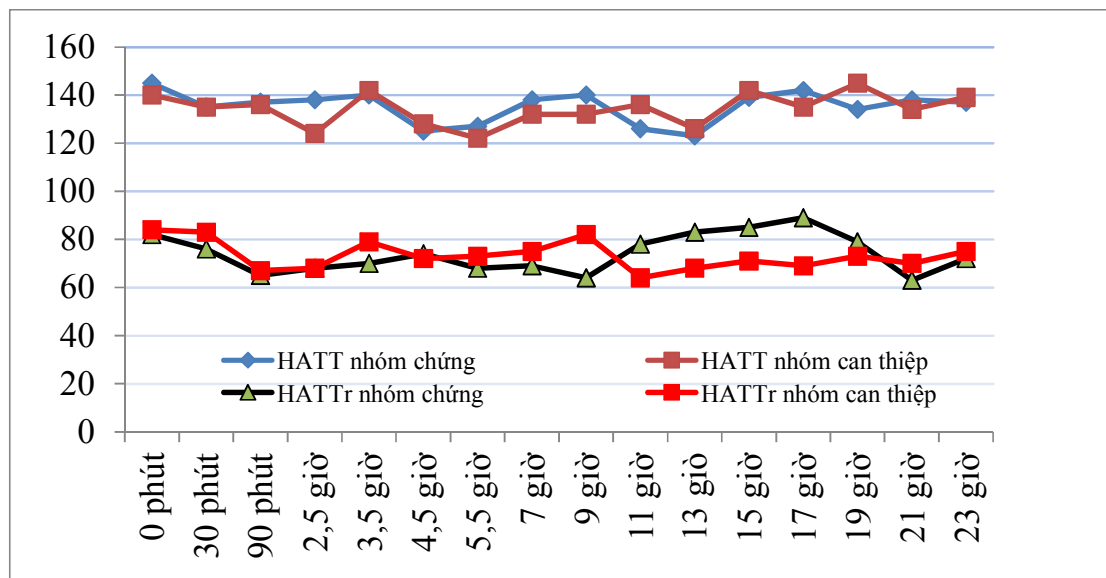 160
140
120
100
80
60
40
20
0
HATT nhóm chứng
HATT nhóm can thiệp
HATTr nhóm chứng
HATTr nhóm can thiệp
0 phút
30 phút
90 phút
2,5 giờ
3,5 giờ
4,5 giờ
5,5 giờ
7 giờ
9 giờ
11 giờ
13 giờ
15 giờ
17 giờ
19 giờ
21 giờ
23 giờ